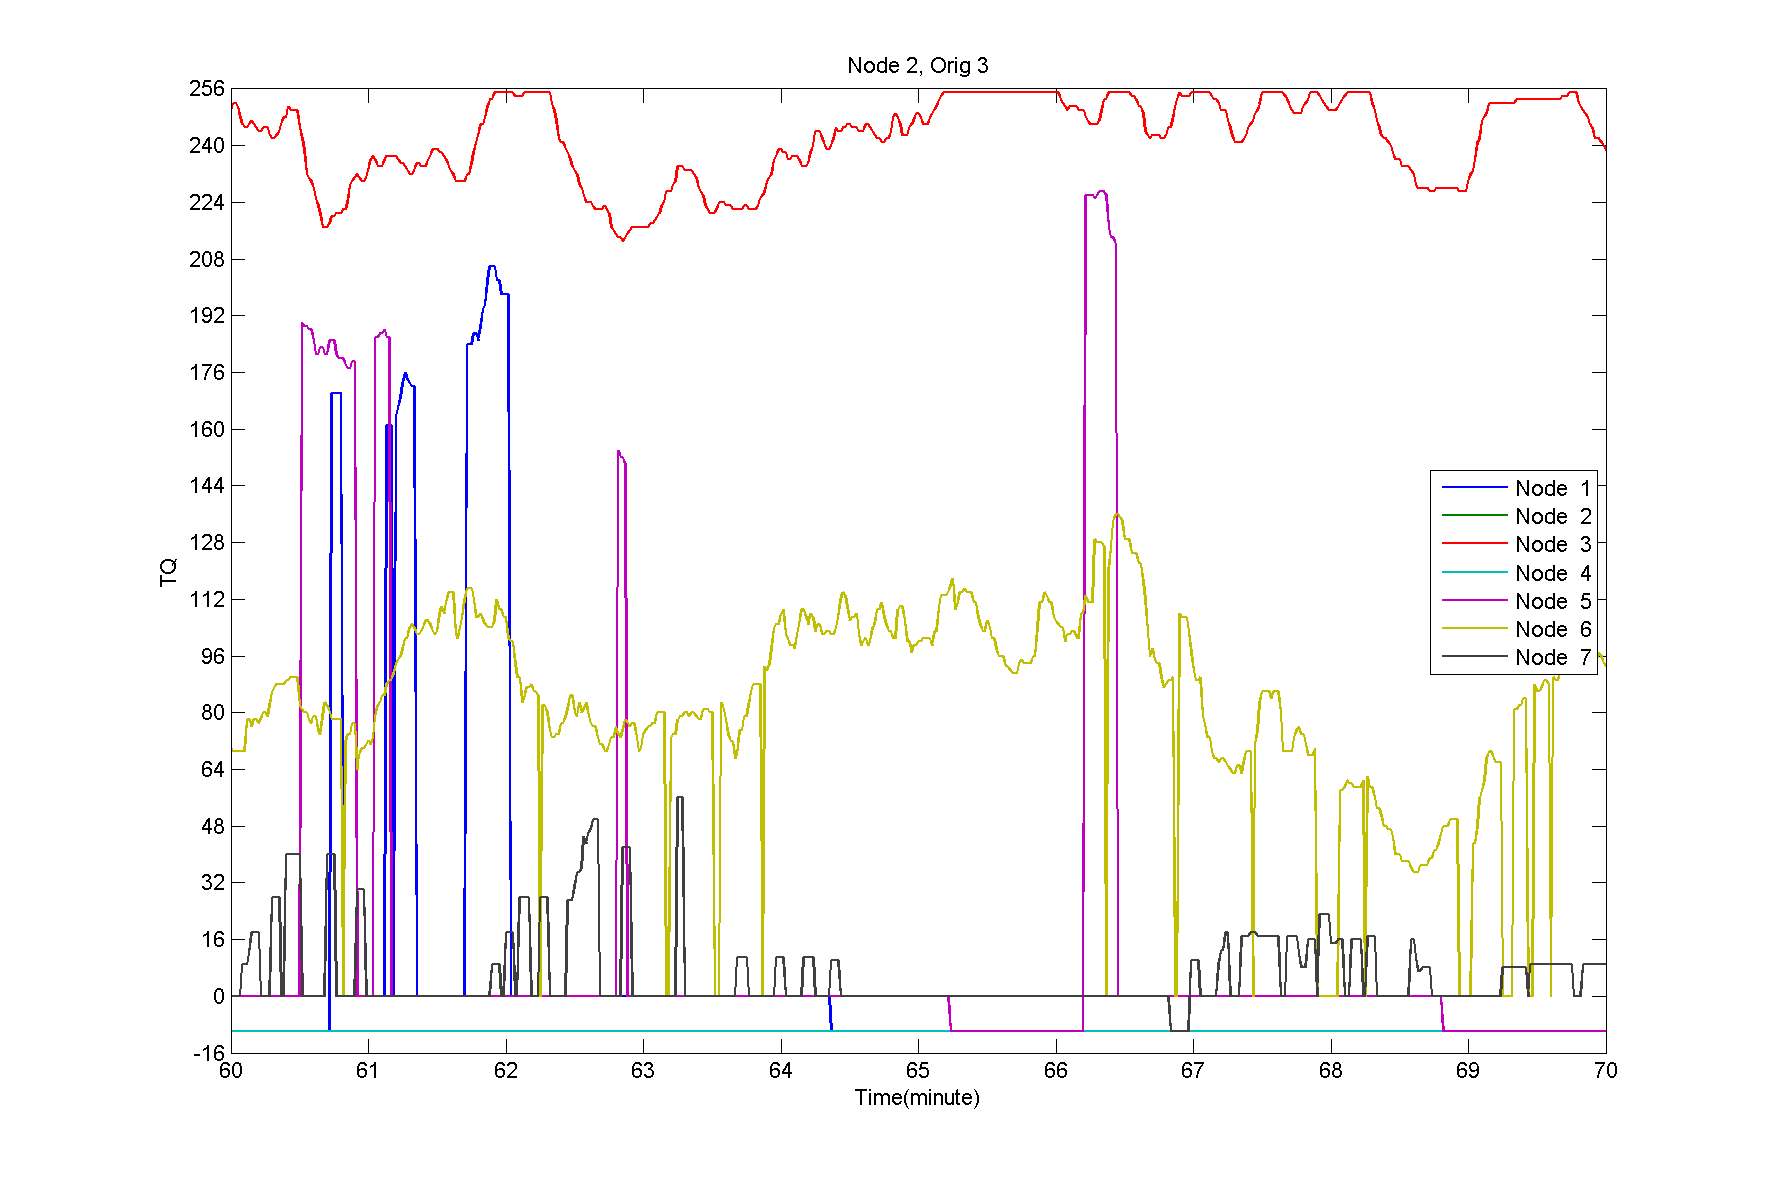 Node 2, Orig 3
256
240
224
208
192
176
160
144
128
112
96
80
64
48
32
16
0
-16
TQ
Node 1
Node 2
Node 3
Node 4
Node 5
Node 6
Node 7
60 61 62 63 64 65 66 67 68 69 70
Time(minute)